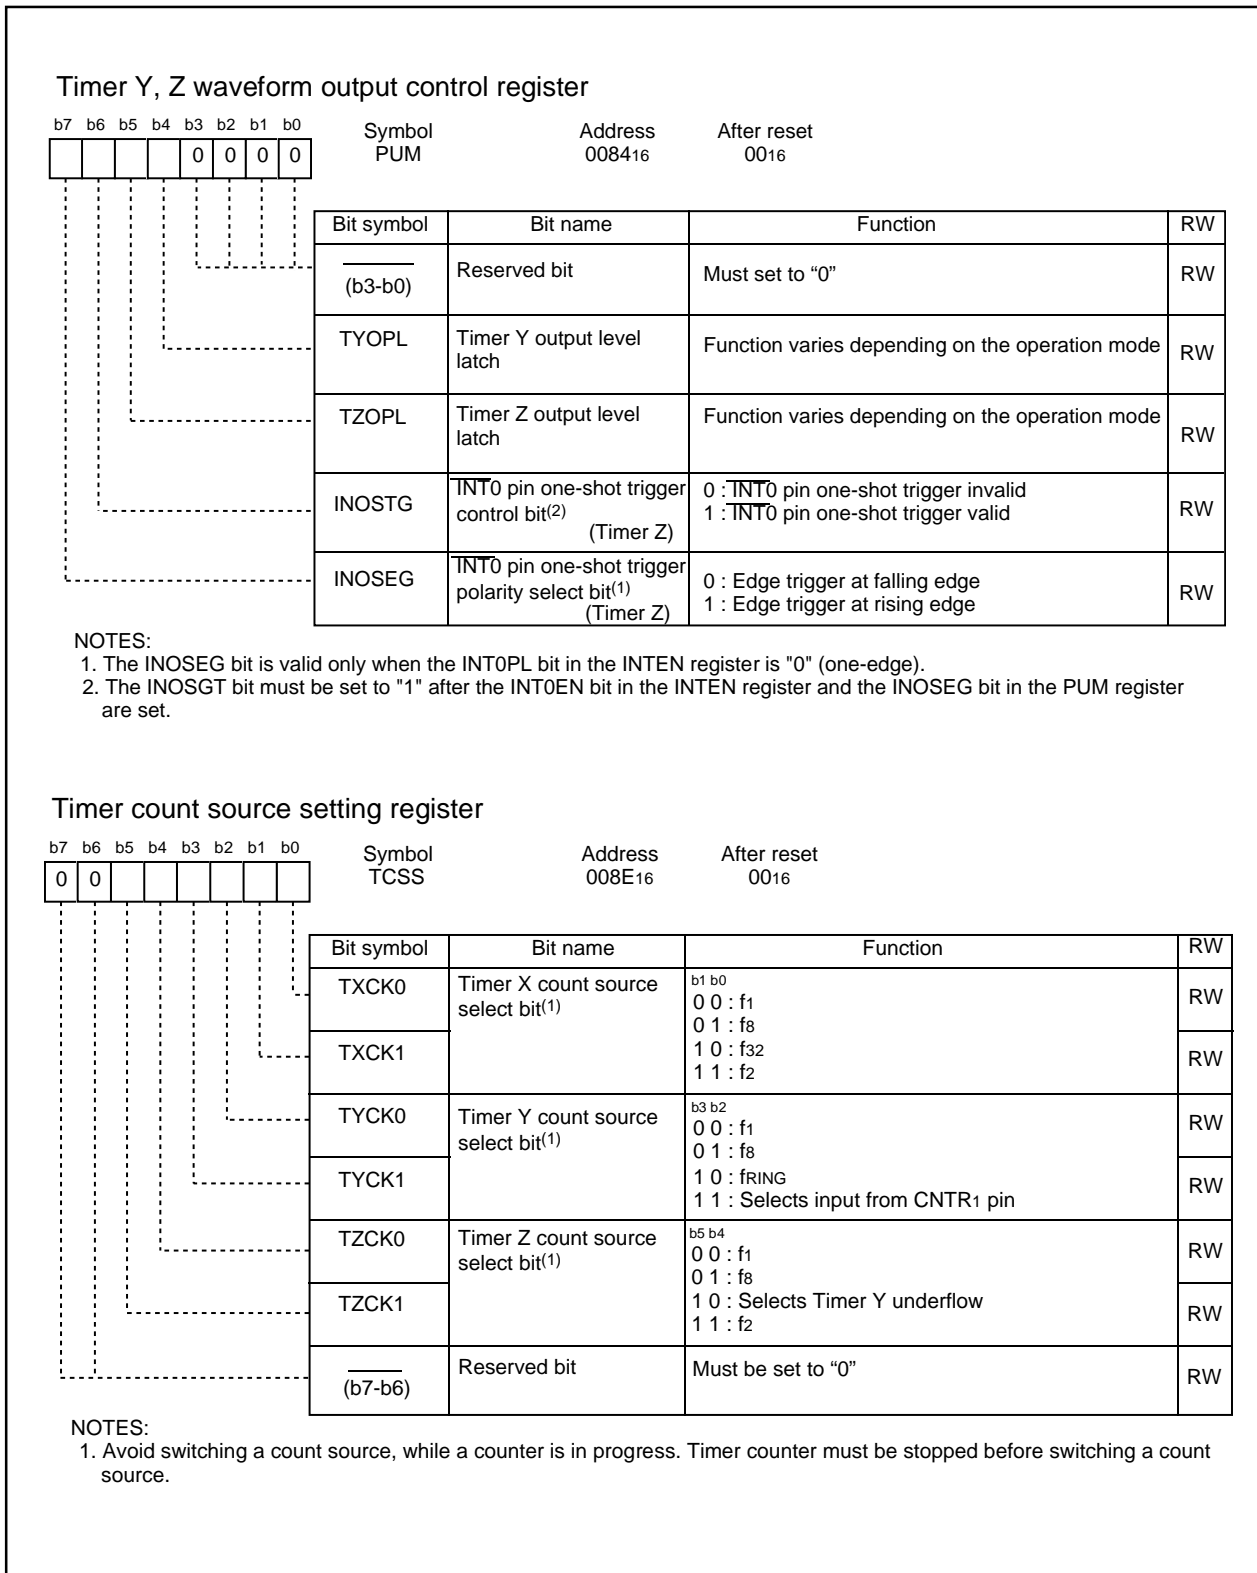 Timer Y, Z waveform output control register
b7 b6 b5 b4 b3 b2 b1 b0
Symbol Address After reset
0 0 0 0 PUM 008416 0016
Bit symbol Bit name Function RW
(b3-b0) Reserved bit Must set to “0” RW
TYOPL Timer Y output level
latch Function varies depending on the operation mode RW
TZOPL Timer Z output level
latch Function varies depending on the operation mode RW
INOSTG INT0 pin one-shot trigger
control bit(2)
(Timer Z)
0 : INT0 pin one-shot trigger invalid
1 : INT0 pin one-shot trigger valid
RW
INOSEG INT0 pin one-shot trigger
polarity select bit(1)
(Timer Z)
0 : Edge trigger at falling edge
1 : Edge trigger at rising edge
RW
NOTES:
1. The INOSEG bit is valid only when the INT0PL bit in the INTEN register is "0" (one-edge).
2. The INOSGT bit must be set to "1" after the INT0EN bit in the INTEN register and the INOSEG bit in the PUM register
are set.
Timer count source setting register
b7 b6 b5 b4 b3 b2 b1 b0
Symbol Address After reset
0 0 TCSS 008E16 0016
Bit symbol Bit name Function RW
TXCK0 Timer X count source
select bit(1)
b1 b0
0 0 : f1
0 1 : f8
RW
TXCK1
1 0 : f32
1 1 : f2
RW
TYCK0 Timer Y count source
select bit(1)
b3 b2
0 0 : f1
0 1 : f8
RW
TYCK1
1 0 : fRING
1 1 : Selects input from CNTR1 pin
RW
TZCK0 Timer Z count source
select bit(1)
b5 b4
0 0 : f1
0 1 : f8
RW
TZCK1
1 0 : Selects Timer Y underflow
1 1 : f2
RW
(b7-b6) Reserved bit Must be set to “0” RW
NOTES:
1. Avoid switching a count source, while a counter is in progress. Timer counter must be stopped before switching a count
source.